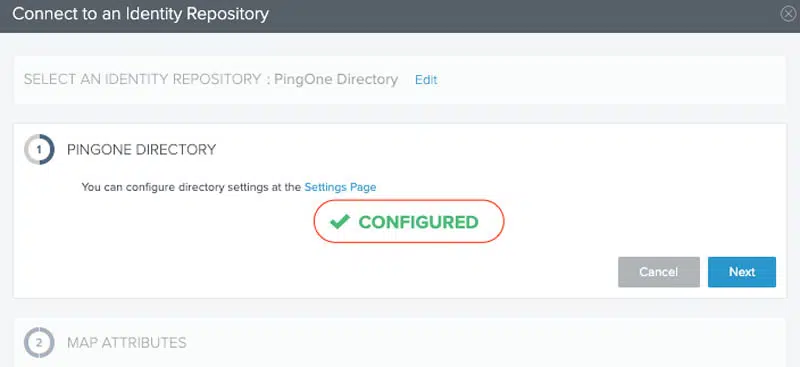 Connect to an Identity Repository
SELECT AN IDENTITY REPOSITORY : PingOne Directory Edit
1 PINGONE DIRECTORY
You can configure directory settings at the Settings Page
CONFIGURED
Cancel Next
2 MAP ATTRIBUTES